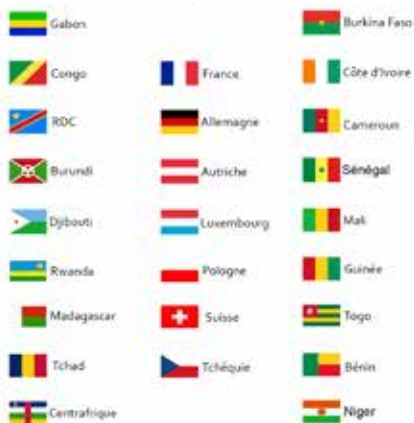 Gabon
Congo
RDC
Burundi
Djibouti
Rwanda
Madagascar
Tchad
Centrafrique
France
Allemagne
Autriche
Luxembourg
Pologne
Suisse
Tchéquie
Burkina Faso
Côte d'Ivoire
Cameroun
Sénégal
Mali
Guinée
Togo
Bénin
Niger